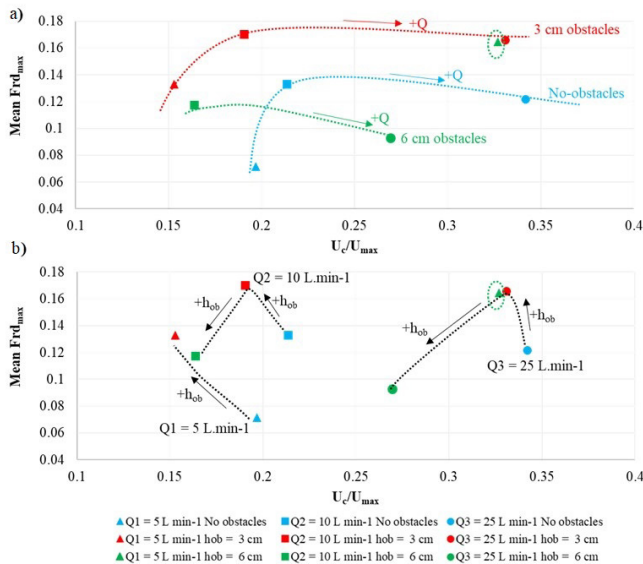 a)
0.18
0.16
0.14
0.12
0.1
0.08
0.06
0.04
Mean Frdmax
+Q
3 cm obstacles
+Q
No-obstacles
+Q
6 cm obstacles
0.1 0.15 0.2 0.25 0.3 0.35 0.4
Uc/Umax
b)
0.18
0.16
0.14
0.12
0.1
0.08
0.06
0.04
Mean Frdmax
Q2 = 10 L.min-1
+hob
+hob
+hob
Q1 = 5 L.min-1
+hob
+hob
Q3 = 25 L.min-1
0.1 0.15 0.2 0.25 0.3 0.35 0.4
Uc/Umax
Q1 = 5 L min-1 No obstacles Q2 = 10 L min-1 No obstacles Q3 = 25 L min-1 No obstacles
Q1 = 5 L min-1 hob = 3 cm Q2 = 10 L min-1 hob = 3 cm Q3 = 25 L min-1 hob = 3 cm
Q1 = 5 L min-1 hob = 6 cm Q2 = 10 L min-1 hob = 6 cm Q3 = 25 L min-1 hob = 6 cm